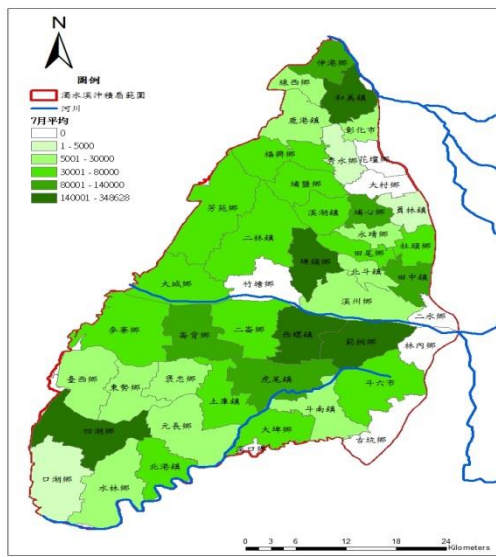 N
圖例
濁水溪沖積扇範圍
河川
7月平均
0
1 - 5000
5001 - 30000
30001 - 80000
80001 - 140000
140001 - 348628
伸港鄉
線西鄉
和美鎮
鹿港鎮
彰化市
福興鄉
秀水鄉
花壇鄉
大村鄉
埔鹽鄉
芳苑鄉
溪湖鎮
埔心鄉
員林鎮
永靖鄉
社頭鄉
二林鎮
埤頭鄉
田尾鄉
北斗鎮
田中鎮
大城鄉
竹塘鄉
溪州鄉
二水鄉
麥寮鄉
崙背鄉
二崙鄉
西螺鎮
莿桐鄉
林內鄉
臺西鄉
東勢鄉
褒忠鄉
虎尾鎮
斗六市
土庫鎮
斗南鎮
四湖鄉
元長鄉
大埤鄉
古坑鄉
口湖鄉
水林鄉
北港鎮
0 3 6 12 18 24
Kilometers